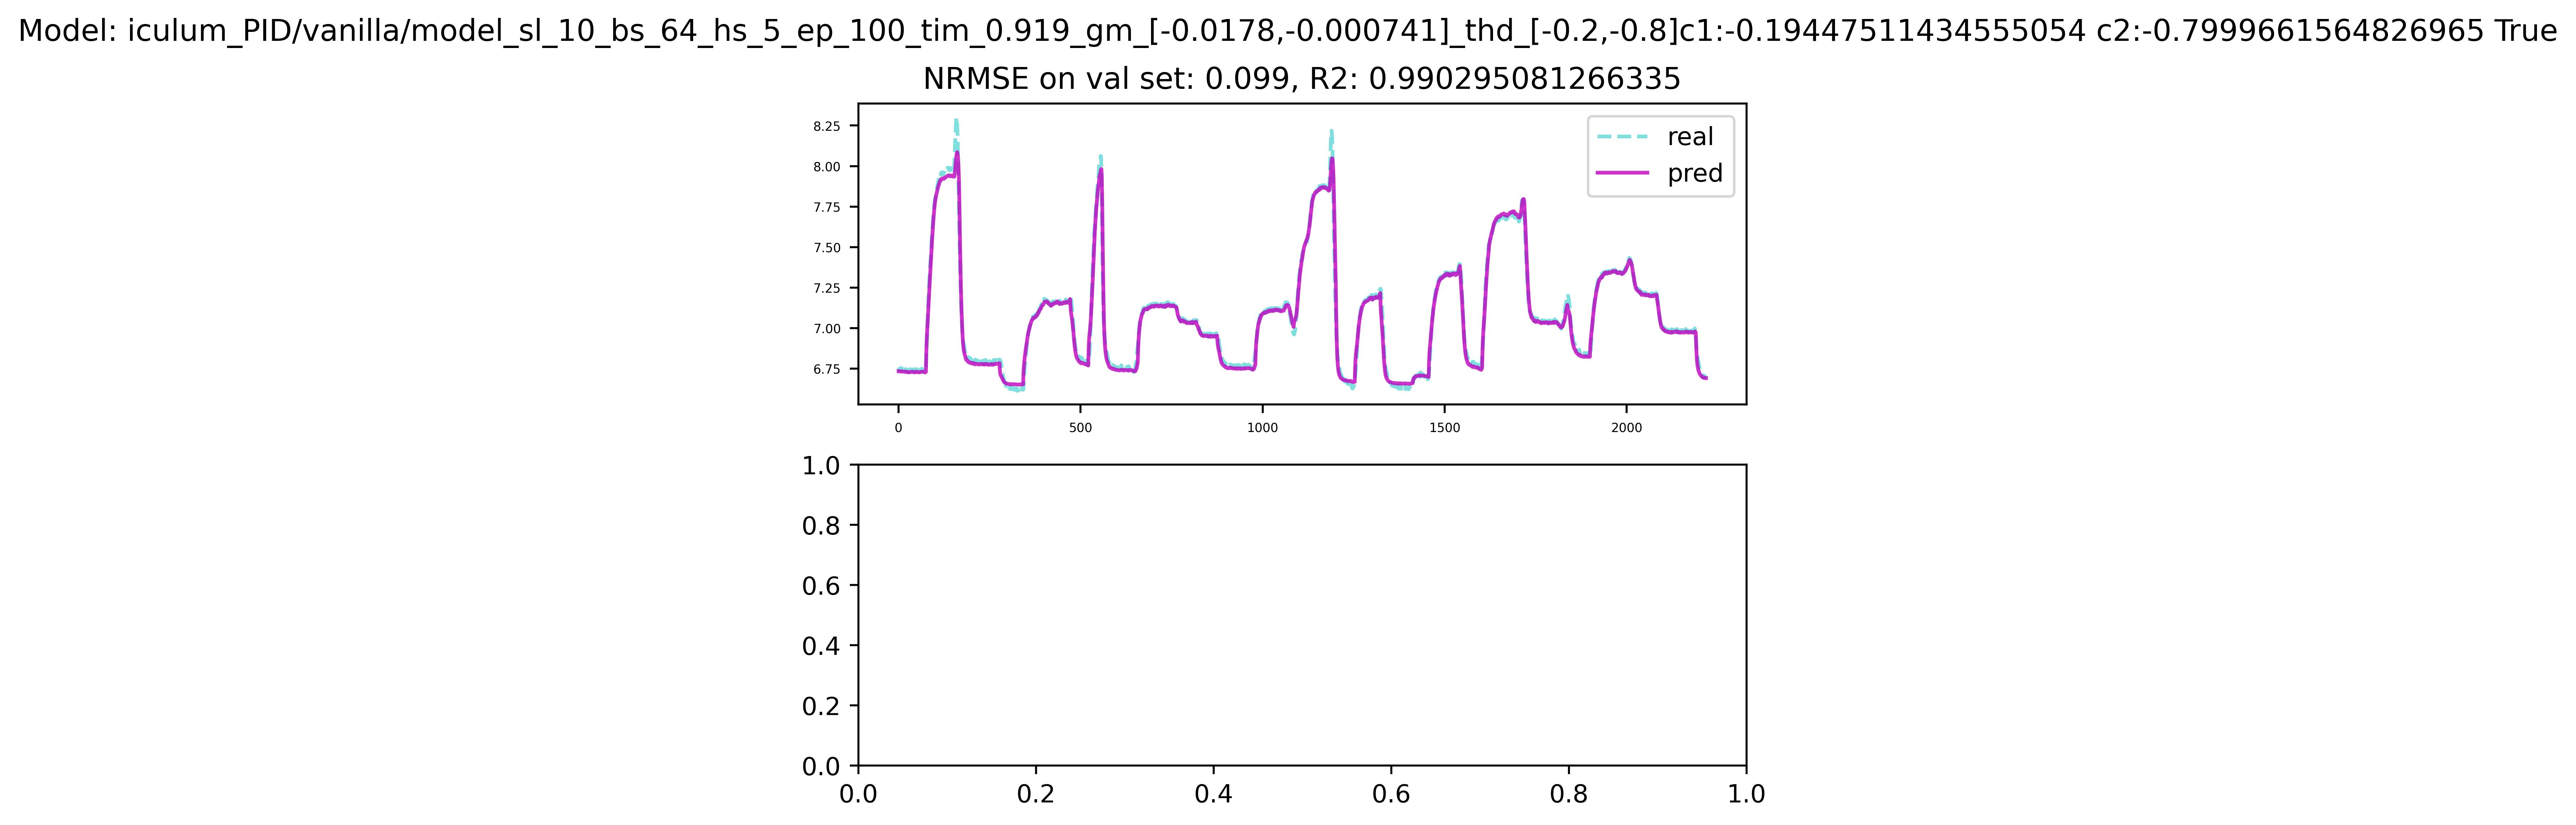 Model: iculum_PID/vanilla/model_sl_10_bs_64_hs_5_ep_100_tim_0.919_gm_[-0.0178,-0.000741]_thd_[-0.2,-0.8]c1:-0.19447511434555054 c2:-0.7999661564826965 True
NRMSE on val set: 0.099, R2: 0.990295081266335
8.25
8.00
7.75
7.50
7.25
7.00
6.75
real
pred
0 500 1000 1500 2000
1.0
0.8
0.6
0.4
0.2
0.0
0.0 0.2 0.4 0.6 0.8 1.0